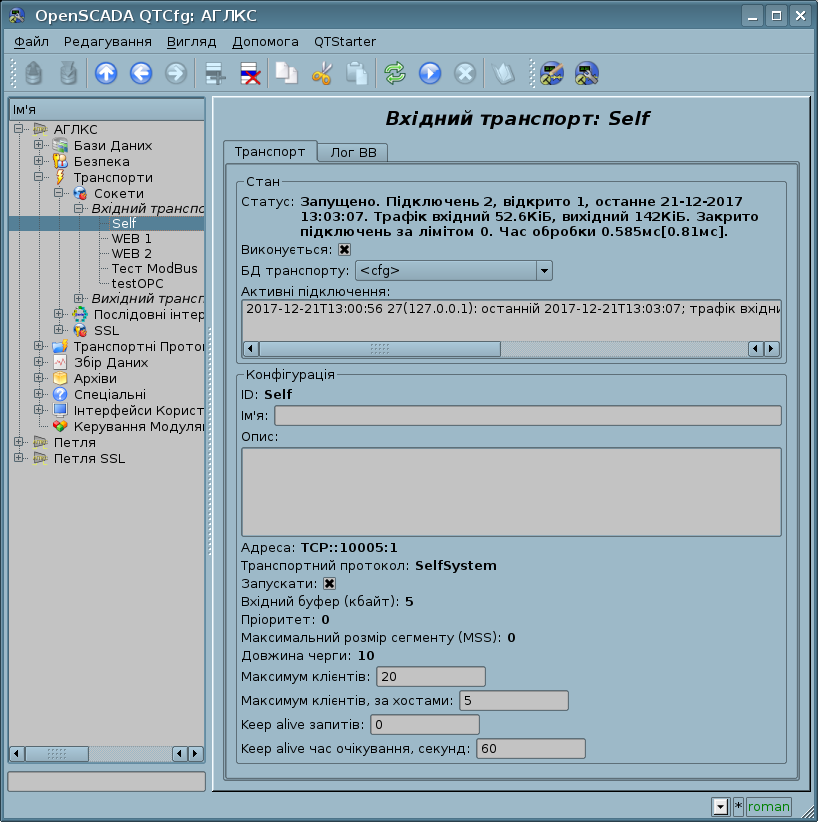 OpenSCADA QTCfg: АГЛКС
Файл Редагування Вигляд Допомога QTStarter
Ім'я
АГЛКС
Бази Даних
Безпека
Транспорти
Сокети
Вхідний трансп
Self
WEB 1
WEB 2
Тест ModBus
testOPC
Вихідний трансп
Послідовні інтер
SSL
Транспортні Прото
Збір Даних
Архіви
Спеціальні
Інтерфейси Корист
Керування Модуля
Петля
Петля SSL
Вхідний транспорт: Self
Транспорт Лог ВВ
Стан
Статус: Запущено. Підключень 2, відкрито 1, останнє 21-12-2017
13:03:07. Трафік вхідний 52.6КіБ, вихідний 142КіБ. Закрито
підключень за лімітом 0. Час обробки 0.585мс[0.81мс].
Виконується:
БД транспорту: <cfg>
Активні підключення:
2017-12-21T13:00:56 27(127.0.0.1): останній 2017-12-21T13:03:07; трафік вхідни
Конфігурація
ID: Self
Ім'я:
Опис:
Адреса: TCP::10005:1
Транспортний протокол: SelfSystem
Запускати:
Вхідний буфер (кбайт): 5
Пріоритет: 0
Максимальний розмір сегменту (MSS): 0
Довжина черги: 10
Максимум клієнтів: 20
Максимум клієнтів, за хостами: 5
Keep alive запитів: 0
Keep alive час очікування, секунд: 60
* roman